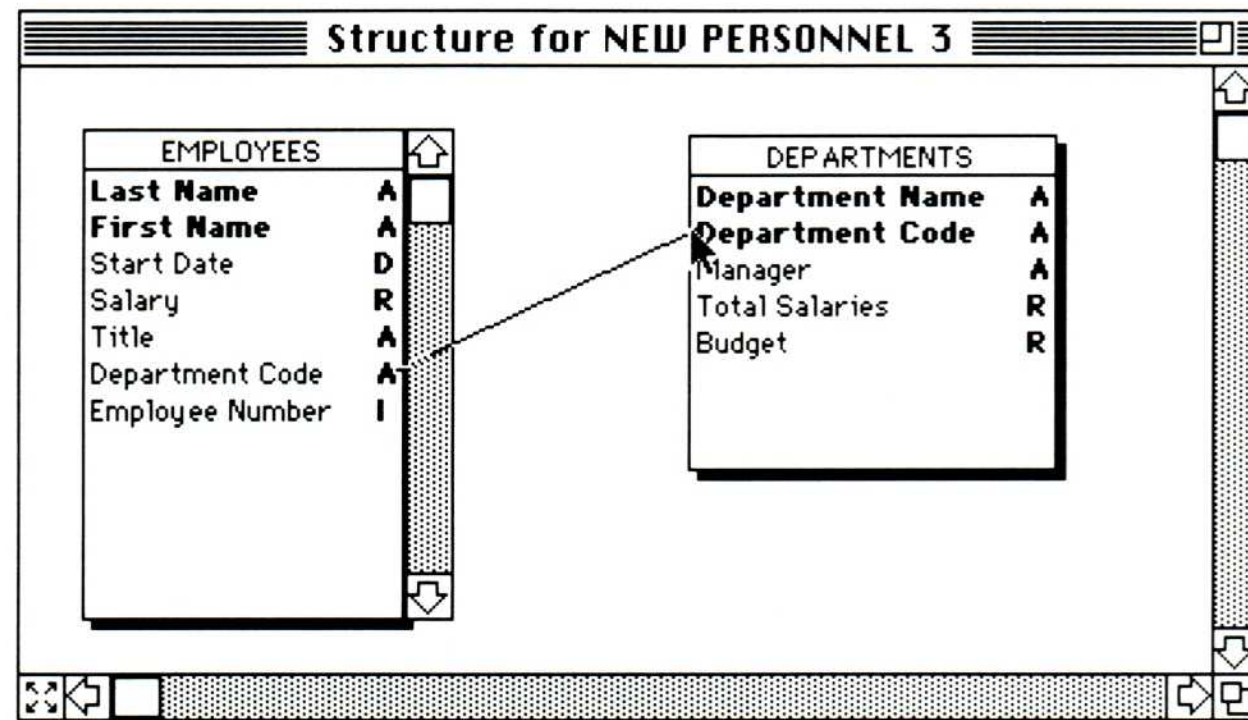 Structure for NEW PERSONNEL 3
EMPLOYEES
Last Name A
First Name A
Start Date D
Salary R
Title A
Department Code A
Employee Number I
DEPARTMENTS
Department Name A
Department Code A
Manager A
Total Salaries R
Budget R